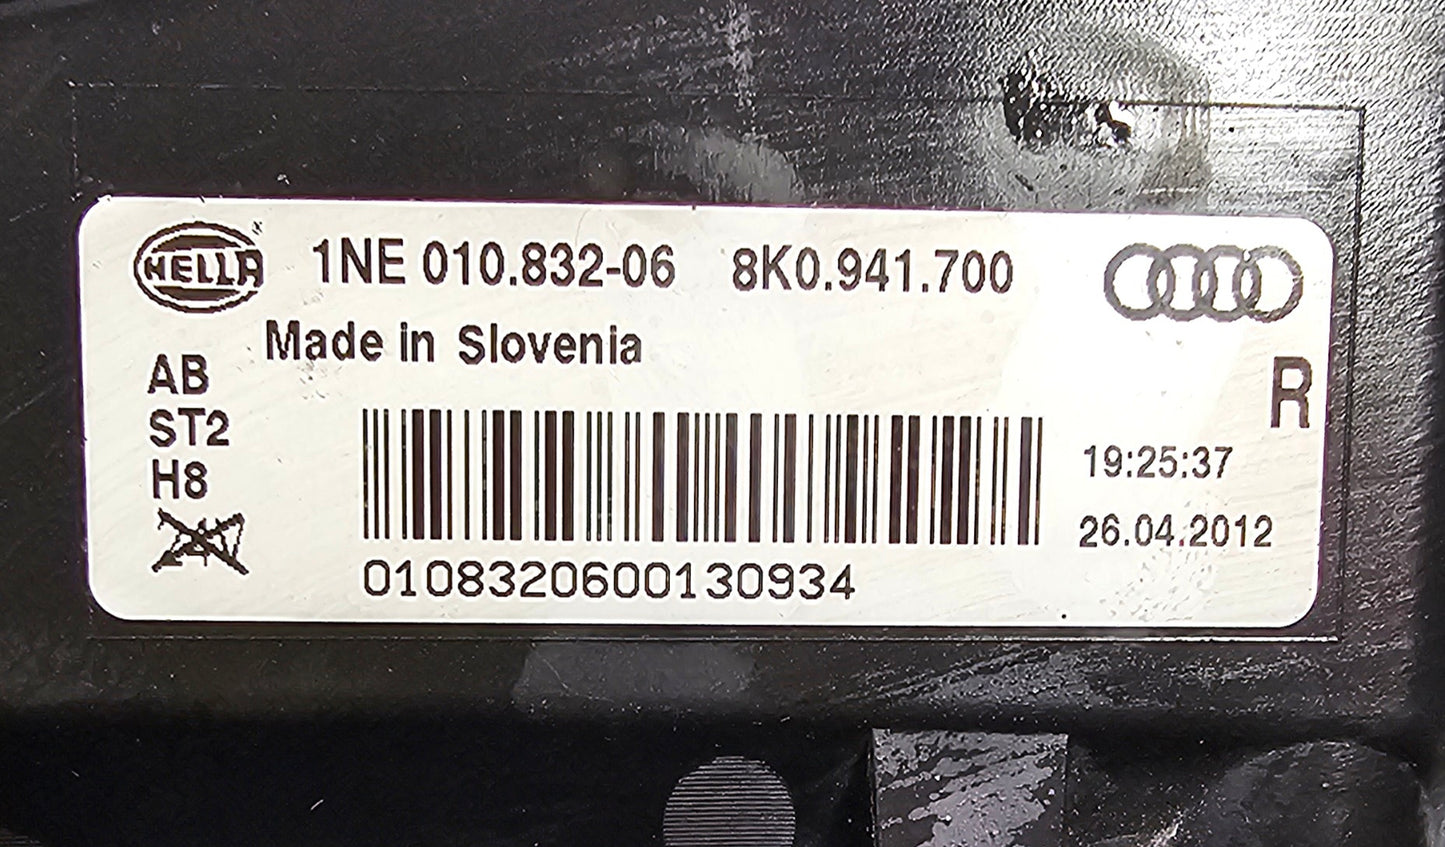 HELLA 1NE 010.832-06 8K0.941.700
Made in Slovenia
AB
ST2
H8
R
19:25:37
26.04.2012
0108320600130934